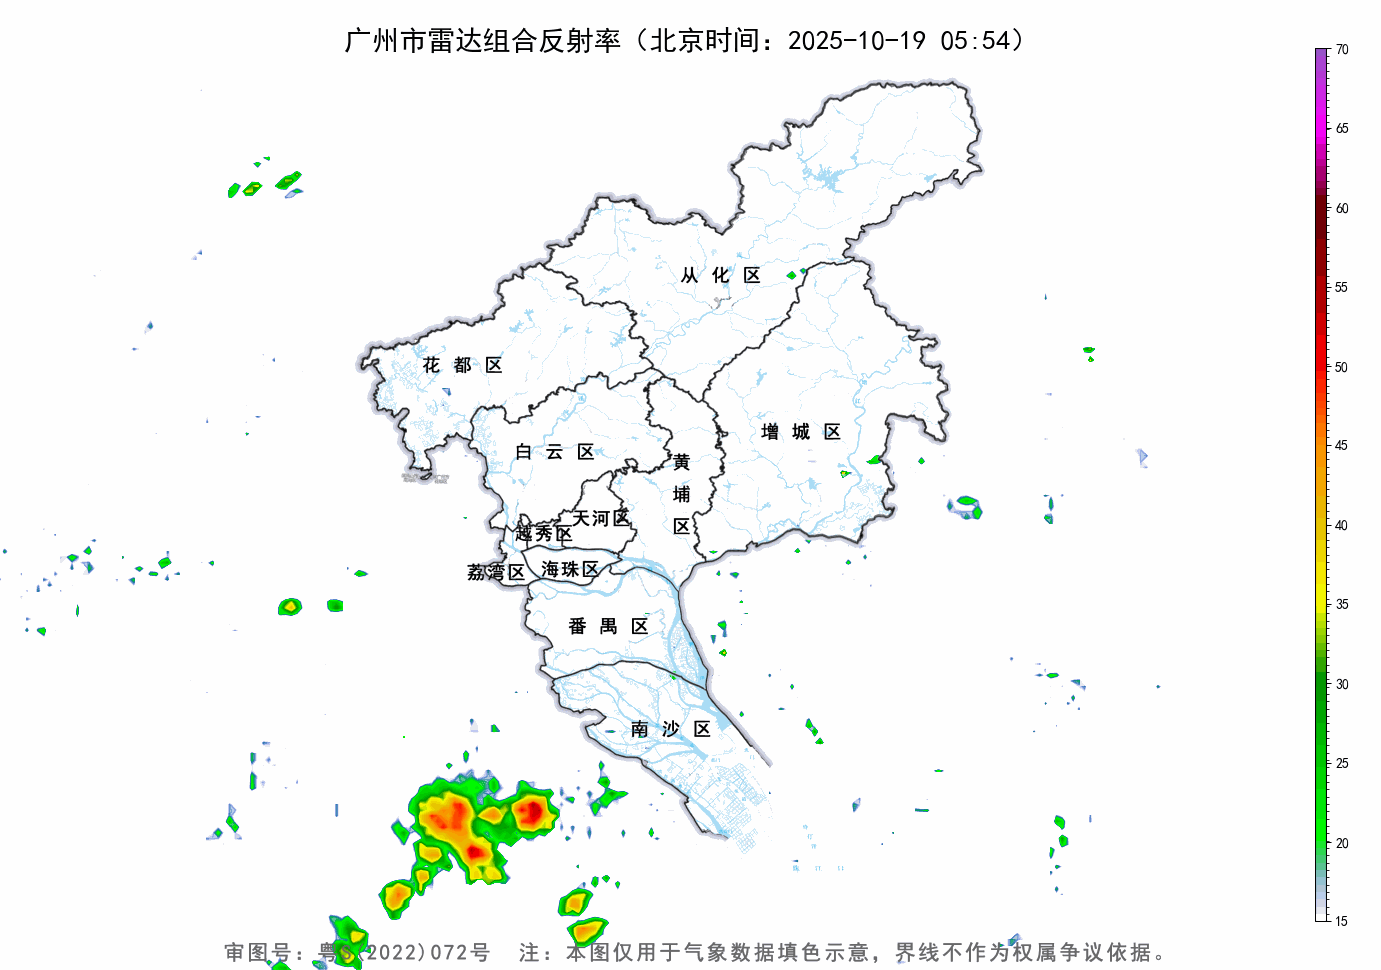 广州市雷达组合反射率（北京时间：2025-10-19 05:54）
70
65
60
55
50
45
40
35
30
25
20
15
从化区
花都区
增城区
白云区
黄埔区
天河区
越秀区
海珠区
荔湾区
番禺区
南沙区
审图号：粤S(2022)072号 注：本图仅用于气象数据填色示意，界线不作为权属争议依据。